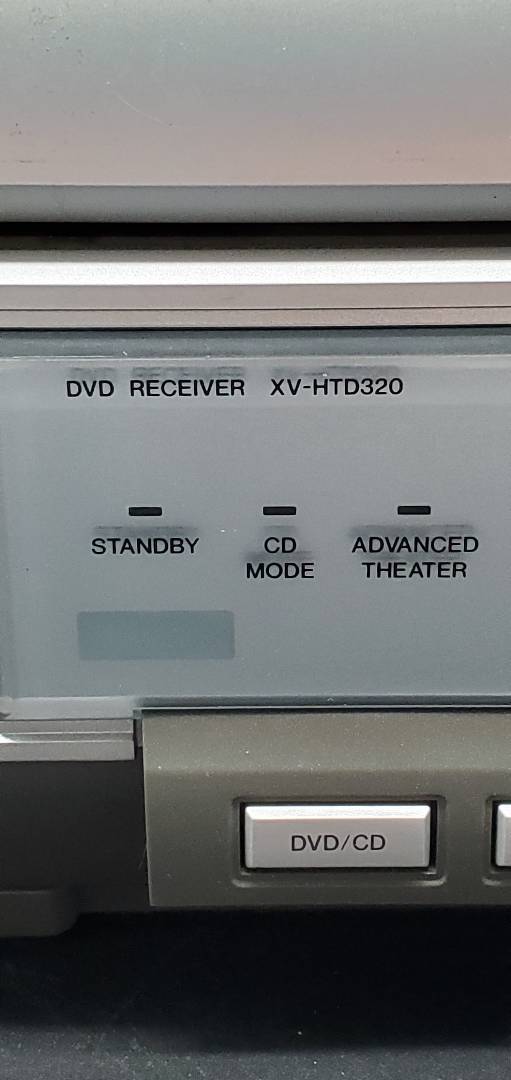 DVD RECEIVER XV-HTD320
STANDBY
CD
MODE
ADVANCED
THEATER
DVD/CD